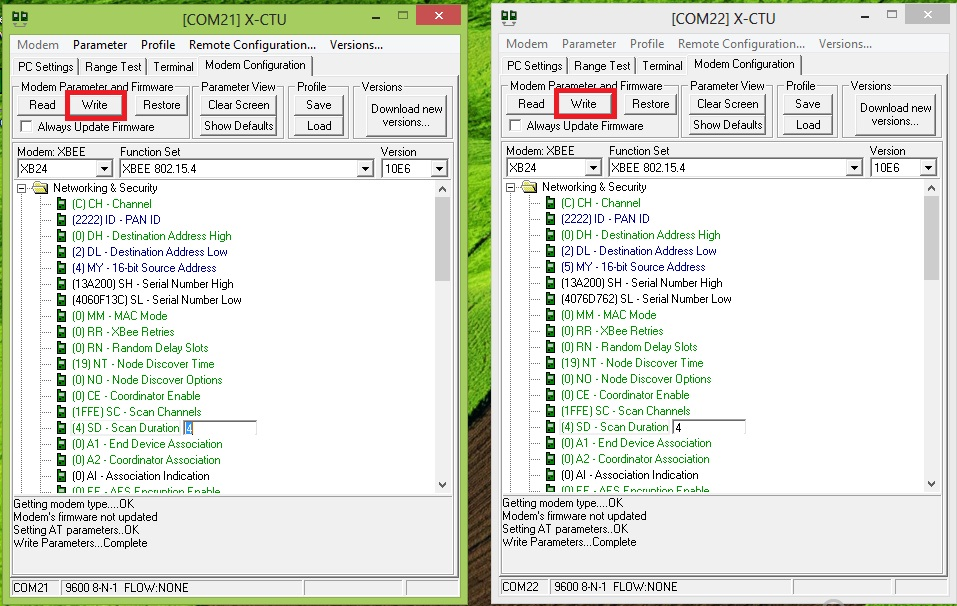 [COM21] X-CTU
Modem Parameter Profile Remote Configuration... Versions...
PC Settings Range Test Terminal Modem Configuration
Modem Parameter and Firmware Parameter View Profile Versions
Read Write Restore Clear Screen Save Download new versions...
Always Update Firmware Show Defaults Load
Modem: XBEE Function Set Version
XB24 XBEE 802.15.4 10E6
Networking & Security
(C) CH - Channel
(2222) ID - PAN ID
(0) DH - Destination Address High
(2) DL - Destination Address Low
(4) MY - 16-bit Source Address
(13A200) SH - Serial Number High
(4060F13C) SL - Serial Number Low
(0) MM - MAC Mode
(0) RR - XBee Retries
(0) RN - Random Delay Slots
(19) NT - Node Discover Time
(0) NO - Node Discover Options
(0) CE - Coordinator Enable
(1FFE) SC - Scan Channels
(4) SD - Scan Duration 4
(0) A1 - End Device Association
(0) A2 - Coordinator Association
(0) AI - Association Indication
(0) EE - AES Encryption Enable
Getting modem type....OK
Modem's firmware not updated
Setting AT parameters..OK
Write Parameters...Complete
COM21 9600 8-N-1 FLOW:NONE
[COM22] X-CTU
Modem Parameter Profile Remote Configuration... Versions...
PC Settings Range Test Terminal Modem Configuration
Modem Parameter and Firmware Parameter View Profile Versions
Read Write Restore Clear Screen Save Download new versions...
Always Update Firmware Show Defaults Load
Modem: XBEE Function Set Version
XB24 XBEE 802.15.4 10E6
Networking & Security
(C) CH - Channel
(2222) ID - PAN ID
(0) DH - Destination Address High
(2) DL - Destination Address Low
(5) MY - 16-bit Source Address
(13A200) SH - Serial Number High
(4076D762) SL - Serial Number Low
(0) MM - MAC Mode
(0) RR - XBee Retries
(0) RN - Random Delay Slots
(19) NT - Node Discover Time
(0) NO - Node Discover Options
(0) CE - Coordinator Enable
(1FFE) SC - Scan Channels
(4) SD - Scan Duration 4
(0) A1 - End Device Association
(0) A2 - Coordinator Association
(0) AI - Association Indication
(0) EE - AES Encryption Enable
Getting modem type....OK
Modem's firmware not updated
Setting AT parameters..OK
Write Parameters...Complete
COM22 9600 8-N-1 FLOW:NONE